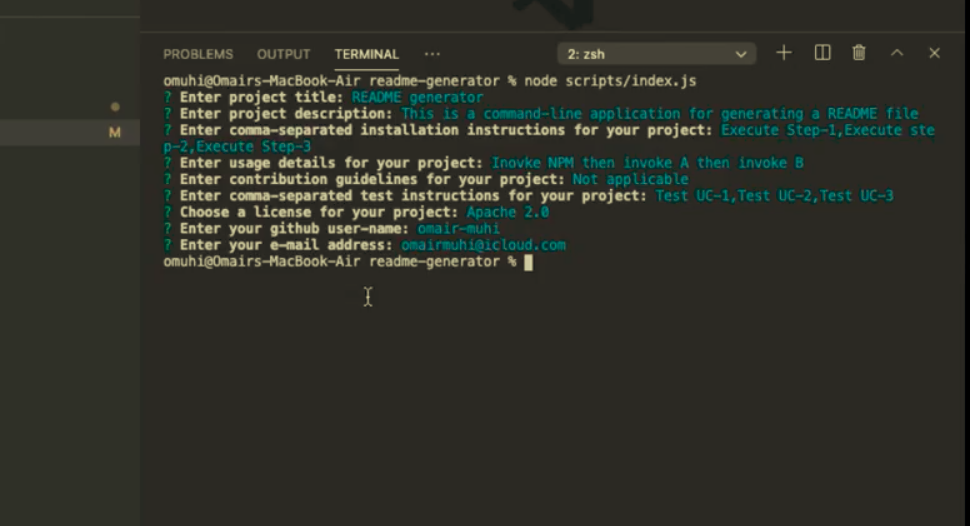 PROBLEMS OUTPUT TERMINAL ... 2: zsh
omuhi@Omairs-MacBook-Air readme-generator % node scripts/index.js
? Enter project title: README generator
? Enter project description: This is a command-line application for generating a README file
? Enter comma-separated installation instructions for your project: Execute Step-1,Execute ste
p-2,Execute Step-3
? Enter usage details for your project: Inovke NPM then invoke A then invoke B
? Enter contribution guidelines for your project: Not applicable
? Enter comma-separated test instructions for your project: Test UC-1,Test UC-2,Test UC-3
? Choose a license for your project: Apache 2.0
? Enter your github user-name: omair-muhi
? Enter your e-mail address: omairmuhi@icloud.com
omuhi@Omairs-MacBook-Air readme-generator %
M